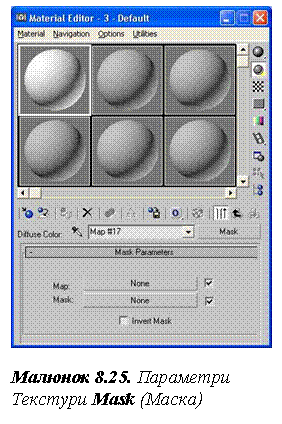 Material Editor - 3 - Default
Material Navigation Options Utilities
Diffuse Color: Map #17 Mask
- Mask Parameters
Map: None
Mask: None
Invert Mask
Малюнок 8.25. Параметри
Текстури Mask (Маска)